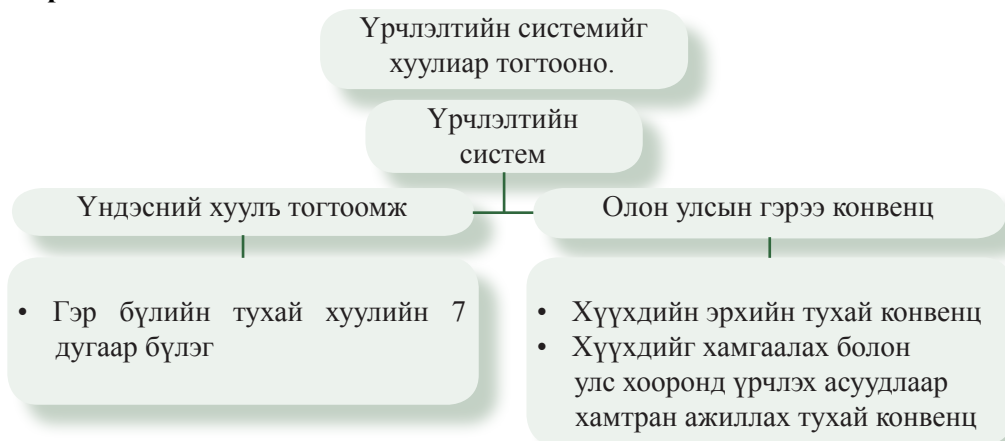 Үрчлэлтийн системийг
хуулиар тогтооно.
Үрчлэлтийн
систем
Үндэсний хууль тогтоомж
Олон улсын гэрээ конвенц
• Гэр бүлийн тухай хуулийн 7
дугаар бүлэг
• Хүүхдийн эрхийн тухай конвенц
• Хүүхдийг хамгаалах болон
улс хооронд үрчлэх асуудлаар
хамтран ажиллах тухай конвенц